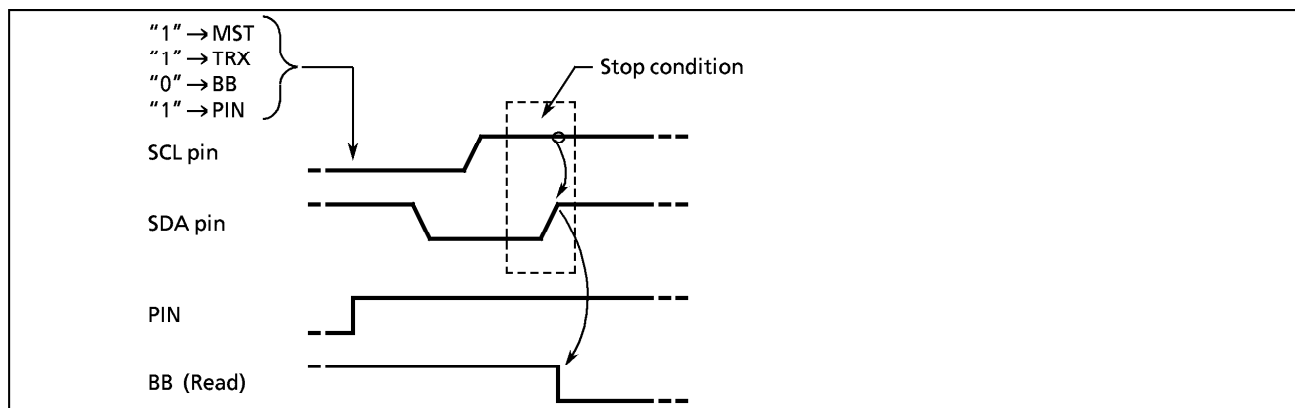 "1" → MST
"1" → TRX
"0" → BB
"1" → PIN
Stop condition
SCL pin
SDA pin
PIN
BB (Read)